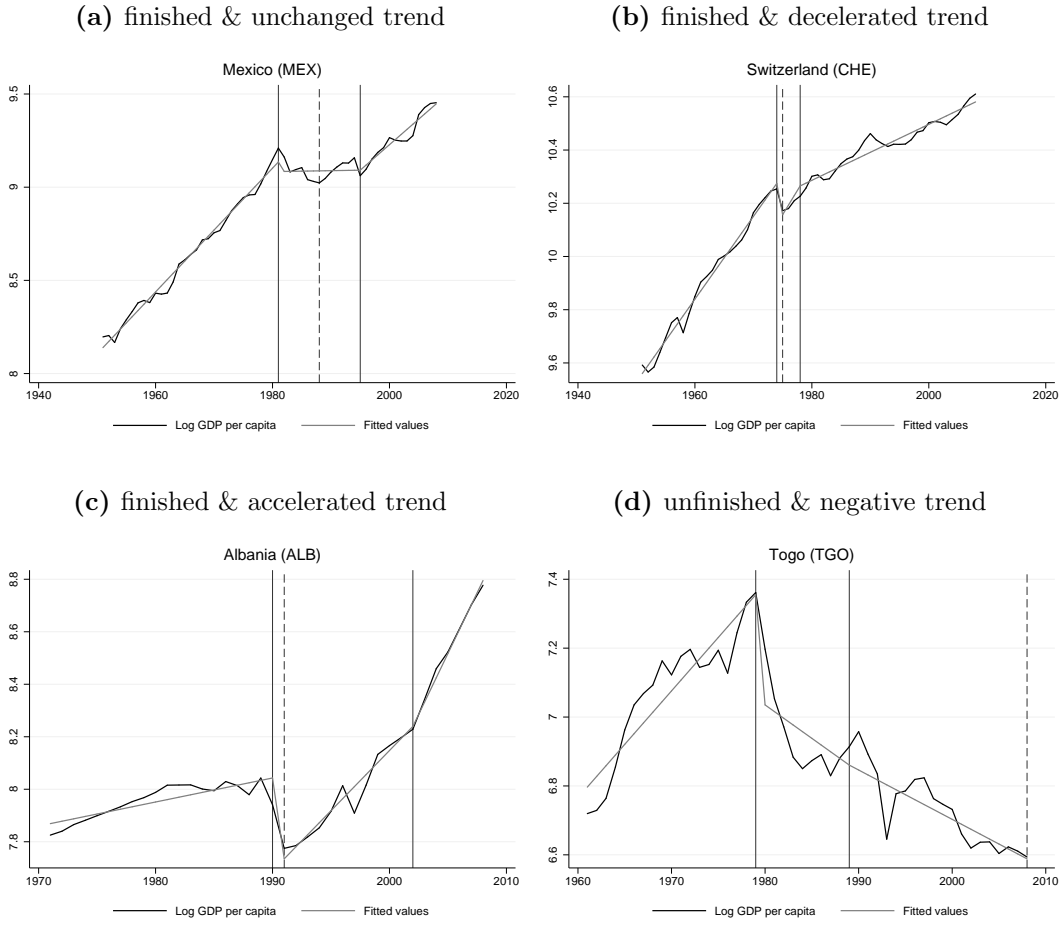 (a) finished & unchanged trend
Mexico (MEX)
9.5
9
8.5
8
1940 1960 1980 2000 2020
Log GDP per capita Fitted values
(b) finished & decelerated trend
Switzerland (CHE)
10.6
10.4
10.2
10
9.8
9.6
1940 1960 1980 2000 2020
Log GDP per capita Fitted values
(c) finished & accelerated trend
Albania (ALB)
8.8
8.6
8.4
8.2
8
7.8
1970 1980 1990 2000 2010
Log GDP per capita Fitted values
(d) unfinished & negative trend
Togo (TGO)
7.4
7.2
7
6.8
6.6
1960 1970 1980 1990 2000 2010
Log GDP per capita Fitted values